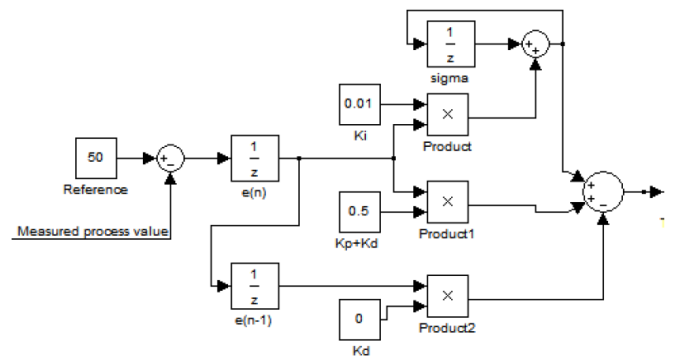 1
z
sigma
0.01
Ki
Product
50
Reference
1
z
e(n)
Measured process value
0.5
Kp+Kd
Product1
1
z
e(n-1)
0
Kd
Product2